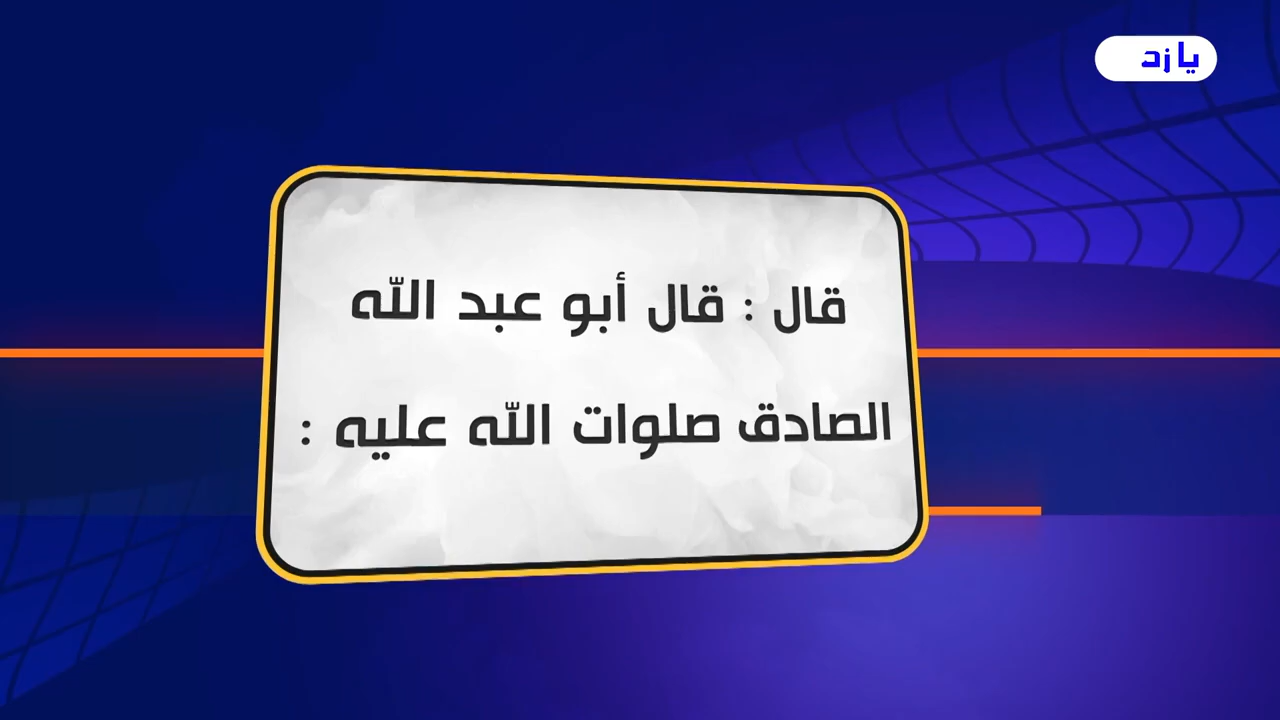 يا زد
قال : قال أبو عبد اللّه
الصادق صلوات اللّه عليه :